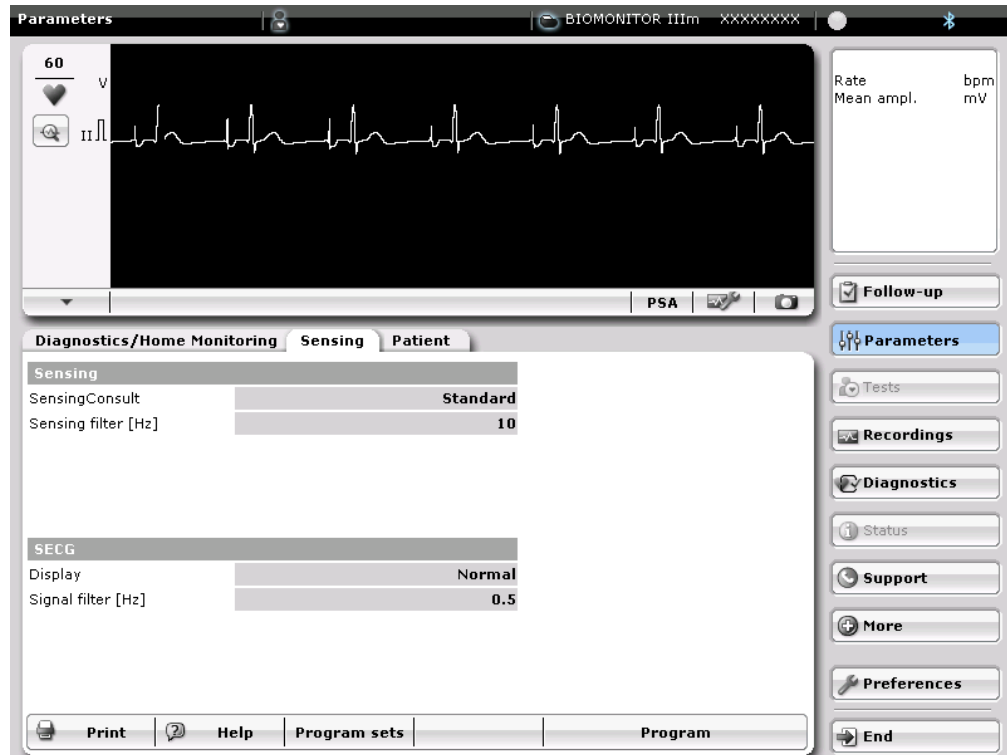 Parameters
BIOMONITOR IIIm XXXXXXXX
60
V
II
Rate bpm
Mean ampl. mV
PSA
Follow-up
Parameters
Tests
Recordings
Diagnostics
Status
Support
More
Preferences
End
Diagnostics/Home Monitoring Sensing Patient
Sensing
SensingConsult Standard
Sensing filter [Hz] 10
SECG
Display Normal
Signal filter [Hz] 0.5
Print Help Program sets Program